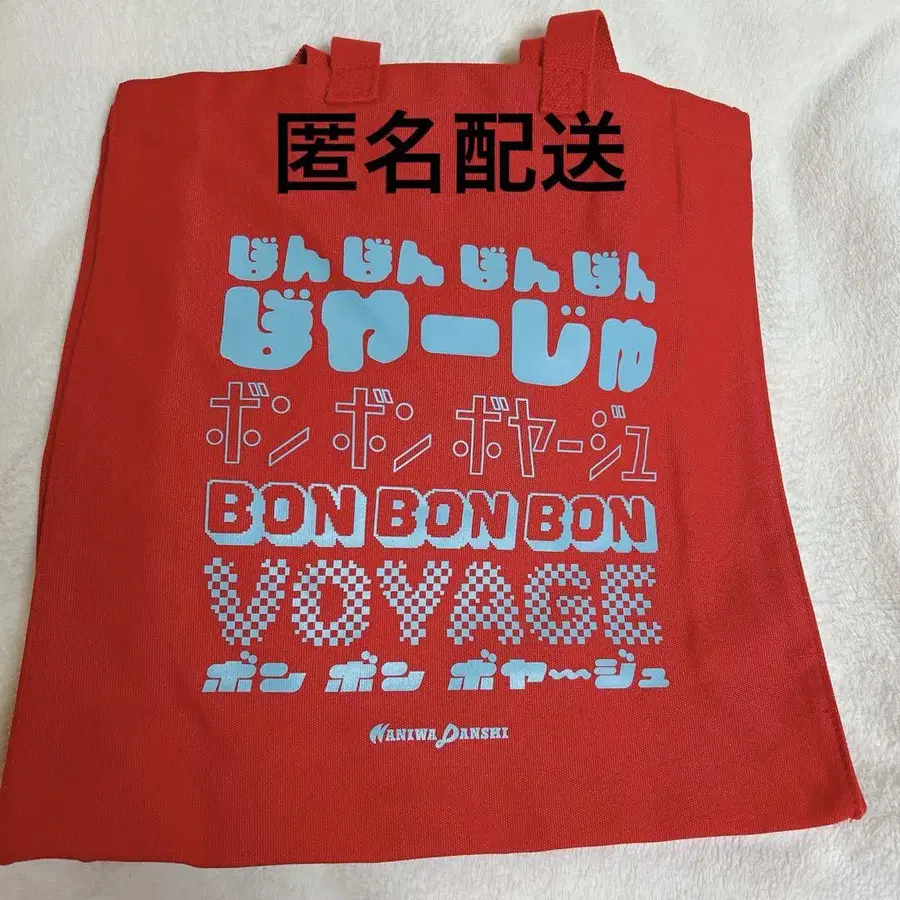 匿名配送
ぼんぼんぼんぼん
ぼやーじゅ
ボン ボン ボヤージュ
BON BON BON
VOYAGE
ボン ボン ボヤ〜ジュ
NANIWA DANSHI